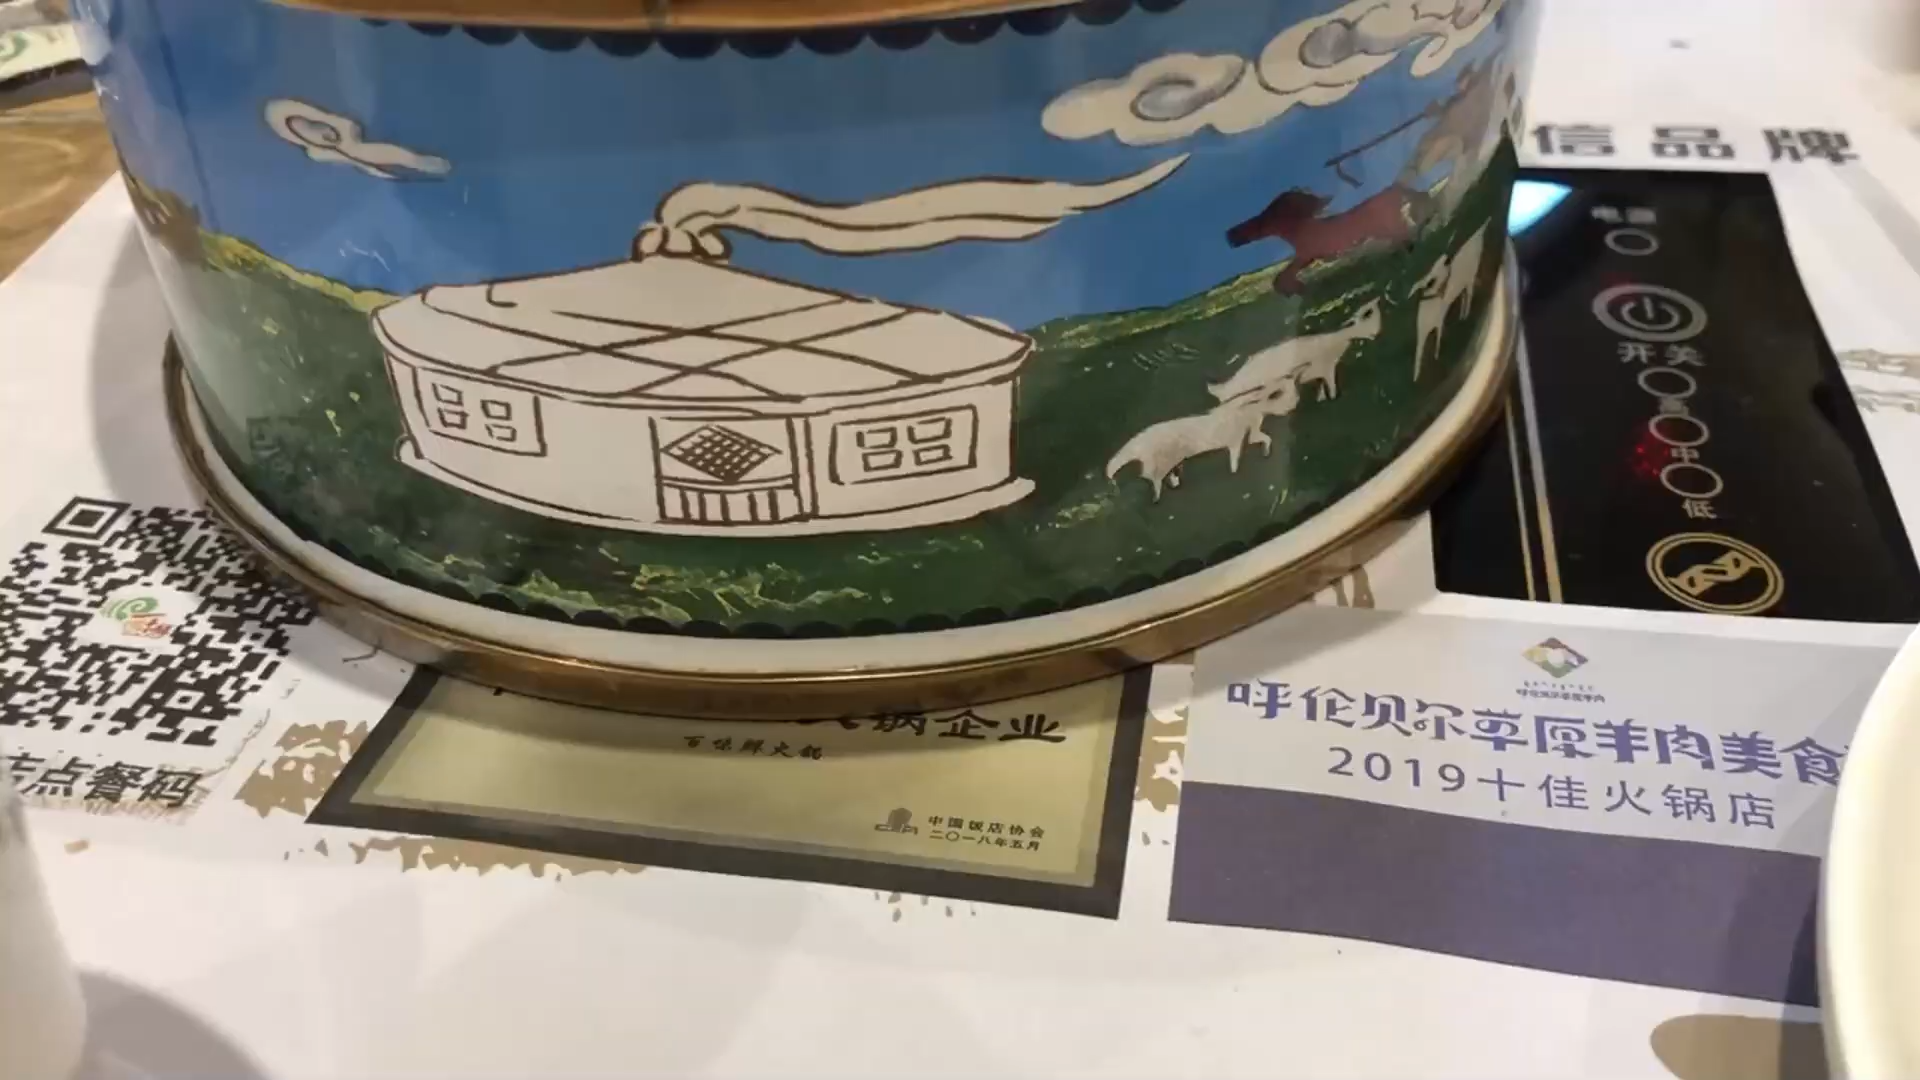 信品牌
电源
开关
高
中
低
点餐码
火锅企业
百味鲜火锅
中国饭店协会
二〇一八年五月
呼伦贝尔草原羊肉美食
2019十佳火锅店